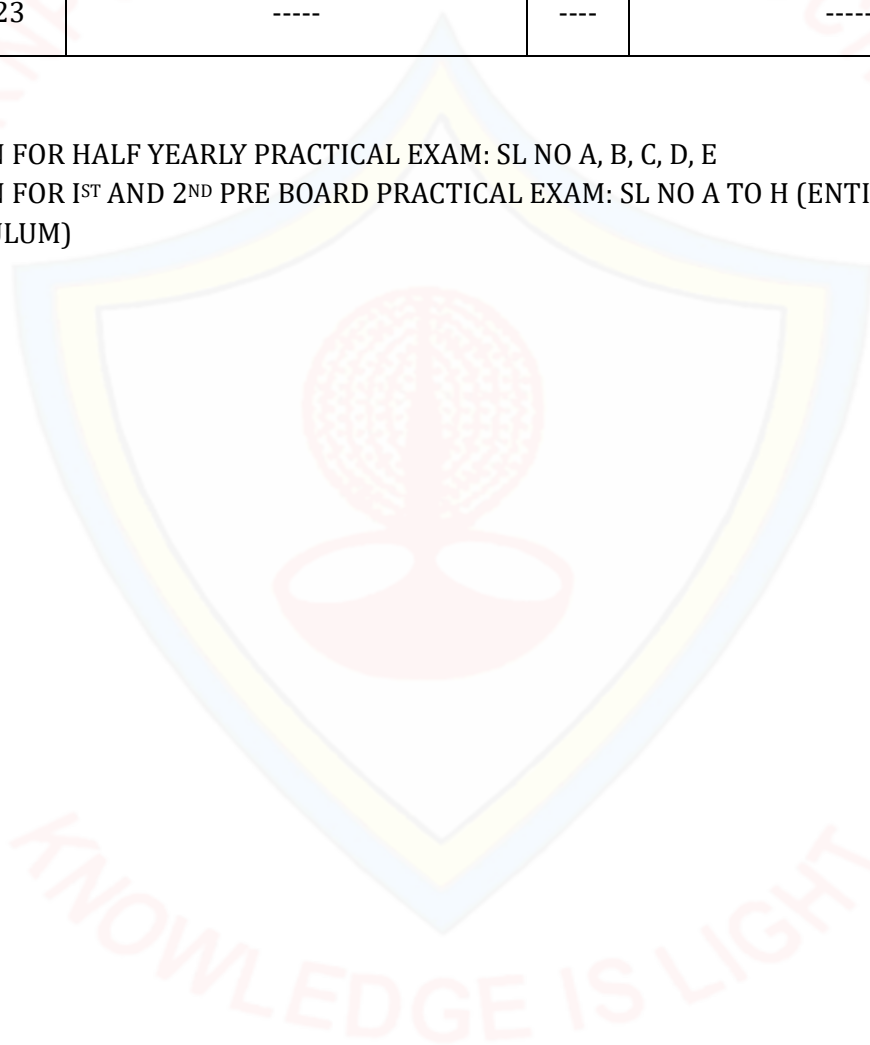 23 ----- ---- -----
N FOR HALF YEARLY PRACTICAL EXAM: SL NO A, B, C, D, E
N FOR IST AND 2ND PRE BOARD PRACTICAL EXAM: SL NO A TO H (ENTI
ULUM)
KNOWLEDGE IS LIGHT